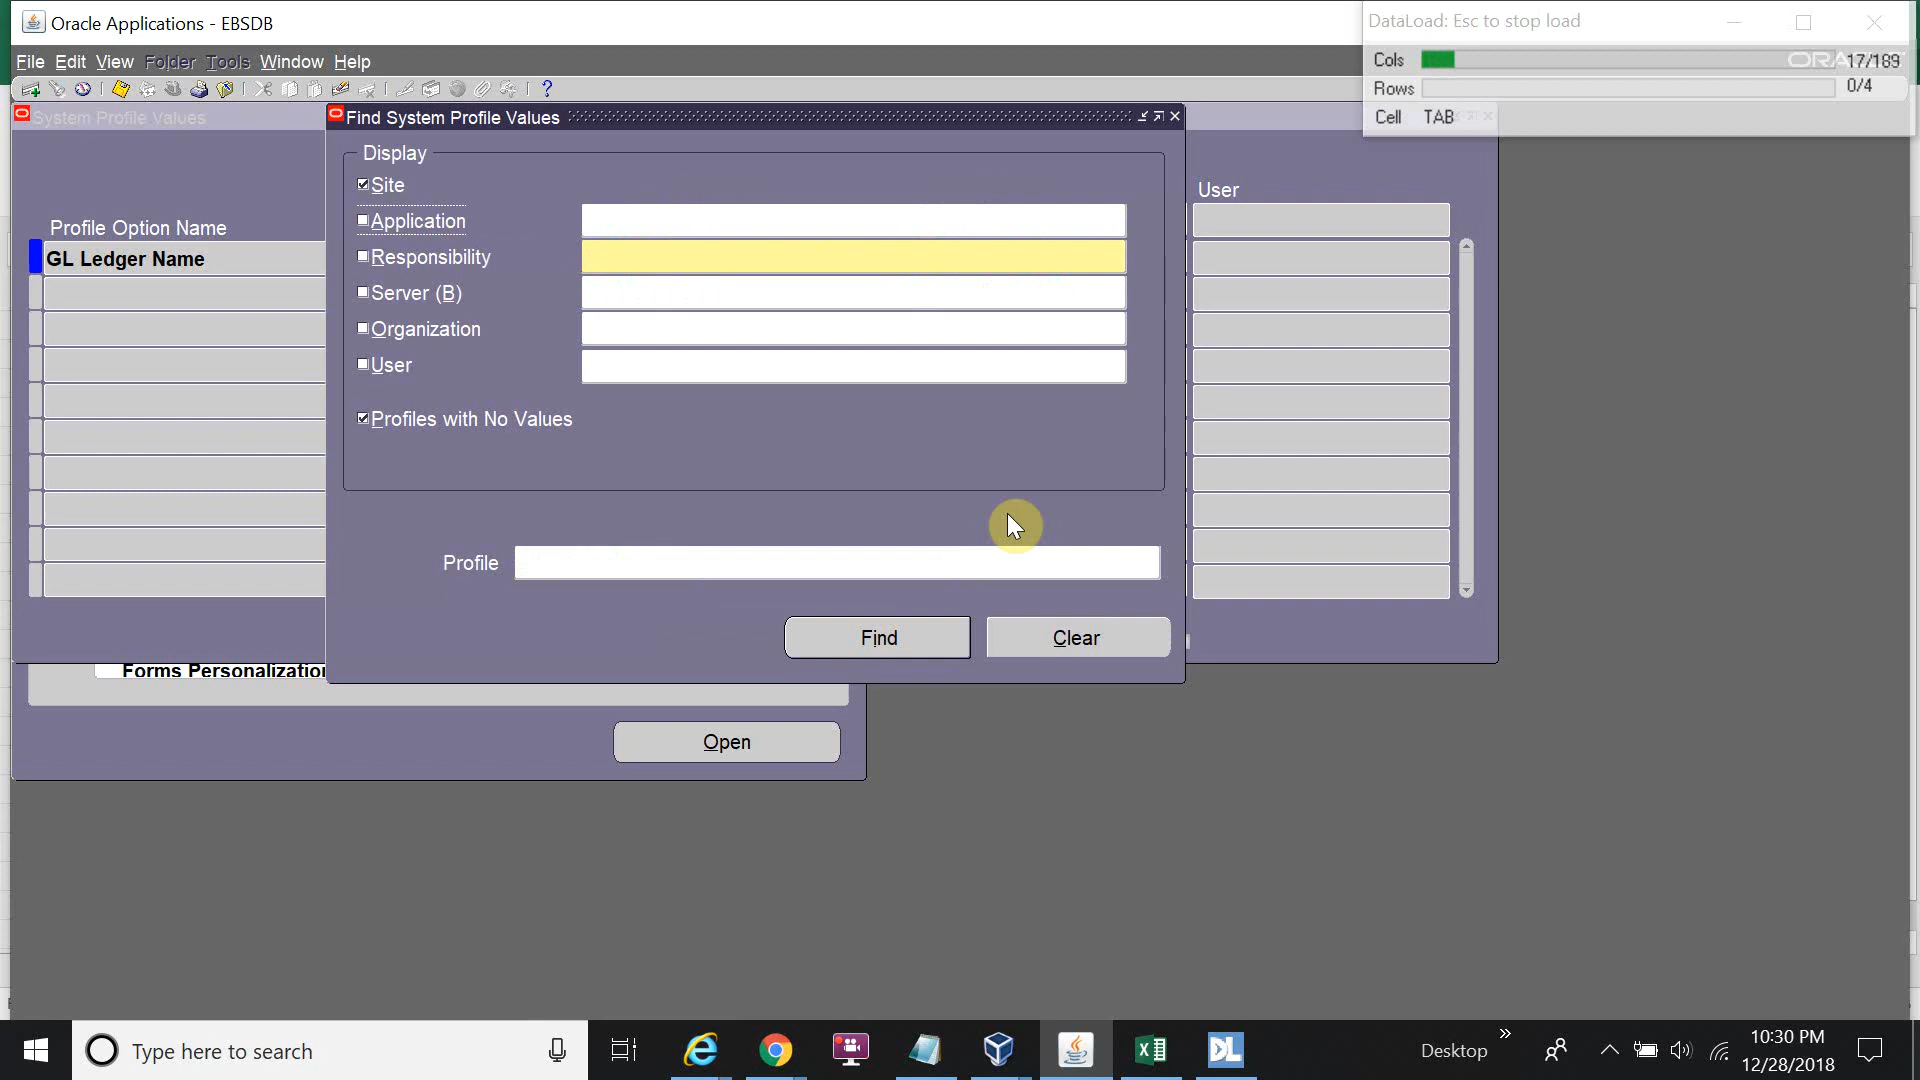 Oracle Applications - EBSDB
DataLoad: Esc to stop load
File Edit View Folder Tools Window Help
Cols 17/189
Rows 0/4
Cell TAB
System Profile Values
Find System Profile Values
Display
Site
Application
Responsibility
Server (B)
Organization
User
Profiles with No Values
User
Profile Option Name
GL Ledger Name
Profile
Find
Clear
Forms Personalization
Open
Type here to search
Desktop
10:30 PM
12/28/2018